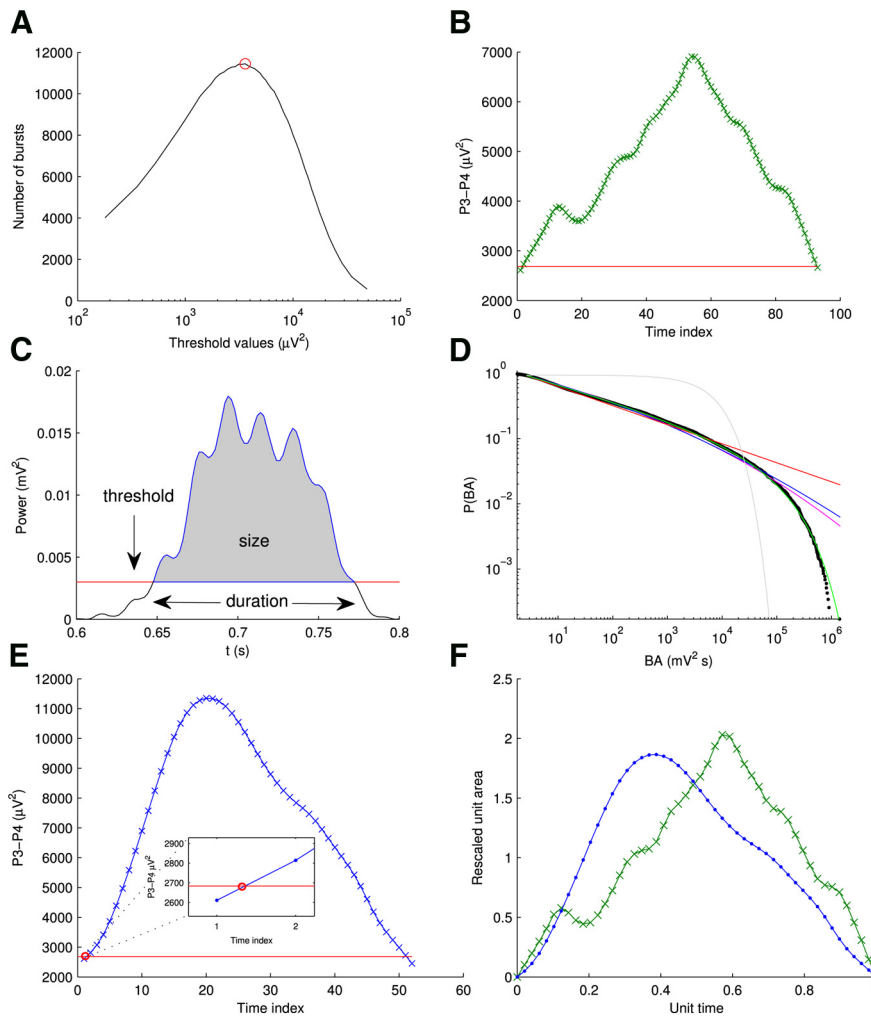 A
12000
10000
8000
6000
4000
2000
0
Number of bursts
10^2 10^3 10^4 10^5
Threshold values (μV^2)
B
7000
6000
5000
4000
3000
2000
P3−P4 (μV^2)
0 20 40 60 80 100
Time index
C
0.02
0.015
0.01
0.005
0
Power (mV^2)
threshold
size
duration
0.6 0.65 0.7 0.75 0.8
t (s)
D
10^0
10^−1
10^−2
10^−3
P(BA)
10^1 10^2 10^3 10^4 10^5 10^6
BA (mV^2 s)
E
12000
11000
10000
9000
8000
7000
6000
5000
4000
3000
2000
P3−P4 (μV^2)
2900
2800
2700
2600
P3−P4 μV^2
1 2
Time index
0 10 20 30 40 50 60
Time index
F
2.5
2
1.5
1
0.5
0
Rescaled unit area
0 0.2 0.4 0.6 0.8
Unit time